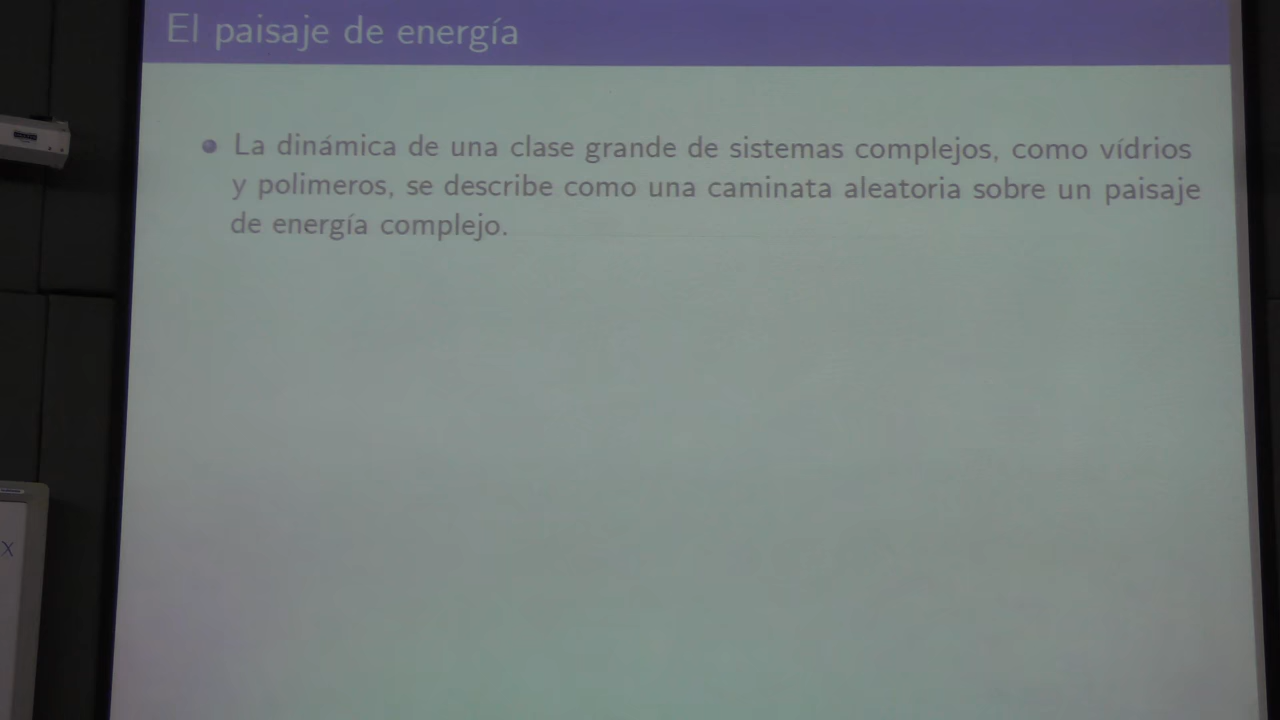 El paisaje de energía
La dinámica de una clase grande de sistemas complejos, como vídrios
y polimeros, se describe como una caminata aleatoria sobre un paisaje
de energía complejo.
X